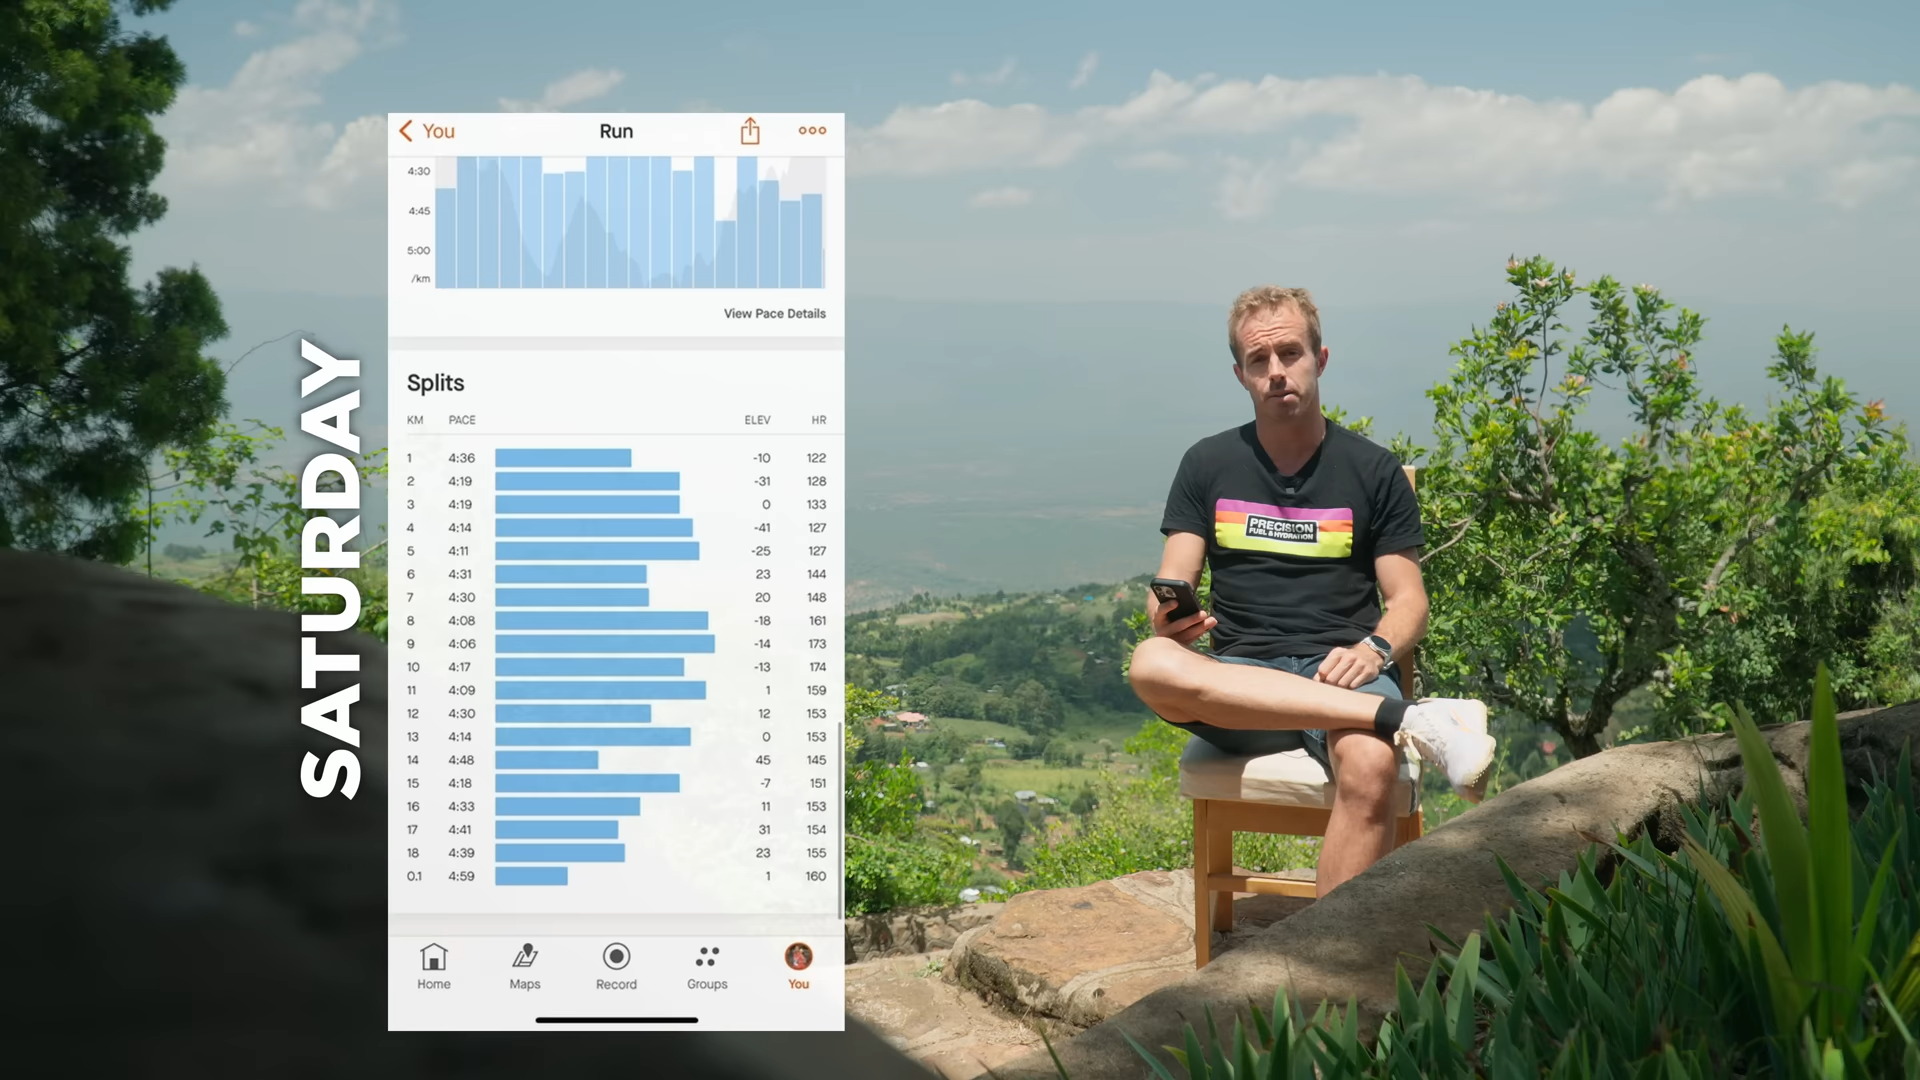 SATURDAY
You
Run
4:30
4:45
5:00
/km
View Pace Details
Splits
KM PACE ELEV HR
1 4:36 -10 122
2 4:19 -31 128
3 4:19 0 133
4 4:14 -41 127
5 4:11 -25 127
6 4:31 23 144
7 4:30 20 148
8 4:08 -18 161
9 4:06 -14 173
10 4:17 -13 174
11 4:09 1 159
12 4:30 12 153
13 4:14 0 153
14 4:48 45 145
15 4:18 -7 151
16 4:33 11 153
17 4:41 31 154
18 4:39 23 155
0.1 4:59 1 160
Home Maps Record Groups You
PRECISION
FUEL & HYDRATION